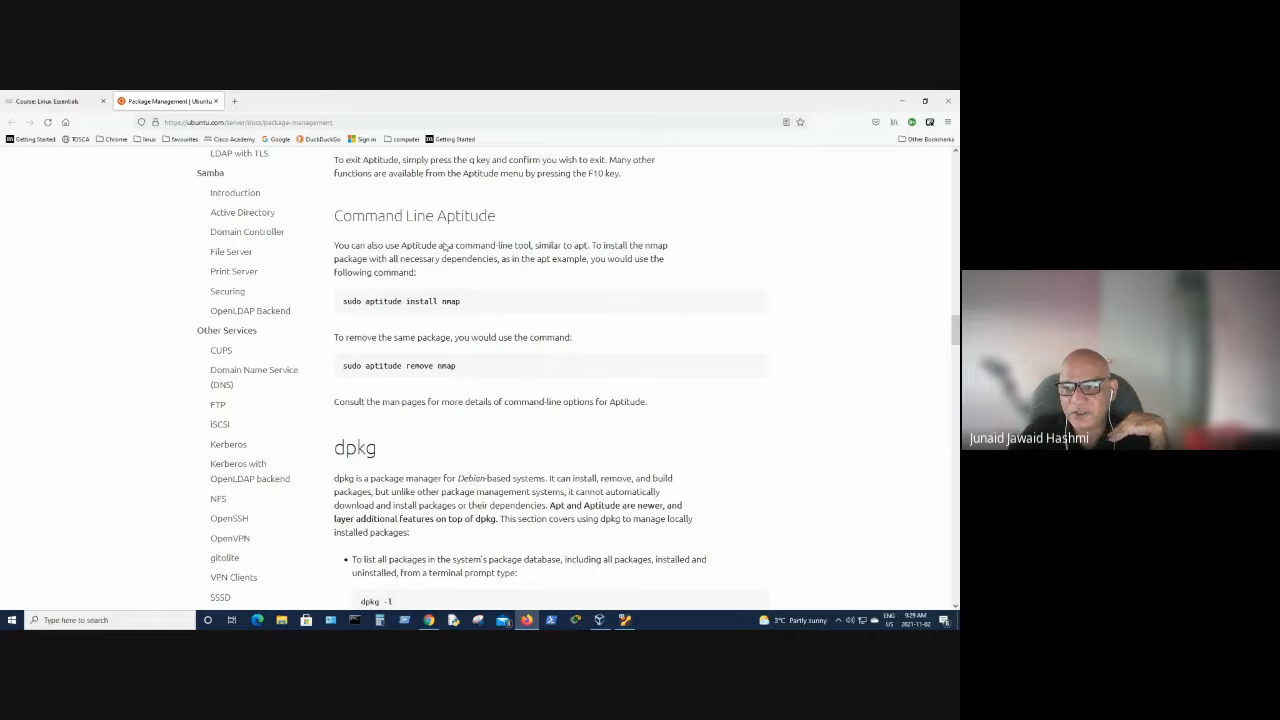 Course: Linux Essentials
Package Management | Ubuntu
https://ubuntu.com/server/docs/package-management
Getting Started
TOSCA
Chrome
linux
favourites
Cisco Academy
Google
DuckDuckGo
Sign in
computer
Getting Started
Other Bookmarks
LDAP with TLS
Samba
Introduction
Active Directory
Domain Controller
File Server
Print Server
Securing
OpenLDAP Backend
Other Services
CUPS
Domain Name Service
(DNS)
FTP
iSCSI
Kerberos
Kerberos with
OpenLDAP backend
NFS
OpenSSH
OpenVPN
gitolite
VPN Clients
SSSD
To exit Aptitude, simply press the q key and confirm you wish to exit. Many other
functions are available from the Aptitude menu by pressing the F10 key.
Command Line Aptitude
You can also use Aptitude as a command-line tool, similar to apt. To install the nmap
package with all necessary dependencies, as in the apt example, you would use the
following command:
sudo aptitude install nmap
To remove the same package, you would use the command:
sudo aptitude remove nmap
Consult the man pages for more details of command-line options for Aptitude.
dpkg
dpkg is a package manager for Debian-based systems. It can install, remove, and build
packages, but unlike other package management systems, it cannot automatically
download and install packages or their dependencies. Apt and Aptitude are newer, and
layer additional features on top of dpkg. This section covers using dpkg to manage locally
installed packages:
• To list all packages in the system's package database, including all packages, installed and
uninstalled, from a terminal prompt type:
dpkg -l
Type here to search
3°C Partly sunny
ENG
US
9:29 AM
2021-11-02
Junaid Jawaid Hashmi